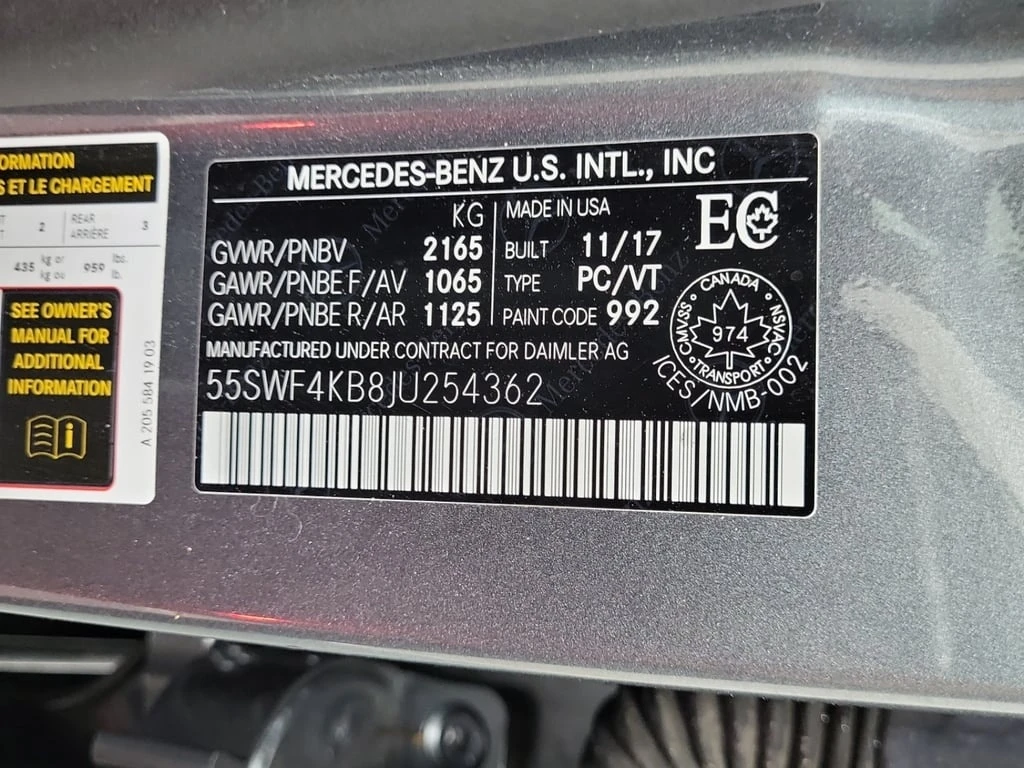 ORMATION
S ET LE CHARGEMENT
2 REAR ARRIÈRE 3
435 kg or kg ou 959 lbs. lb.
SEE OWNER'S
MANUAL FOR
ADDITIONAL
INFORMATION
A 205 584 19 03
MERCEDES-BENZ U.S. INTL., INC
KG
GVWR/PNBV 2165
GAWR/PNBE F/AV 1065
GAWR/PNBE R/AR 1125
MADE IN USA
BUILT 11/17
TYPE PC/VT
PAINT CODE 992
EC
CANADA
CMVSS
974
NSVAC
TRANSPORT
ICES/NMB-002
MANUFACTURED UNDER CONTRACT FOR DAIMLER AG
55SWF4KB8JU254362